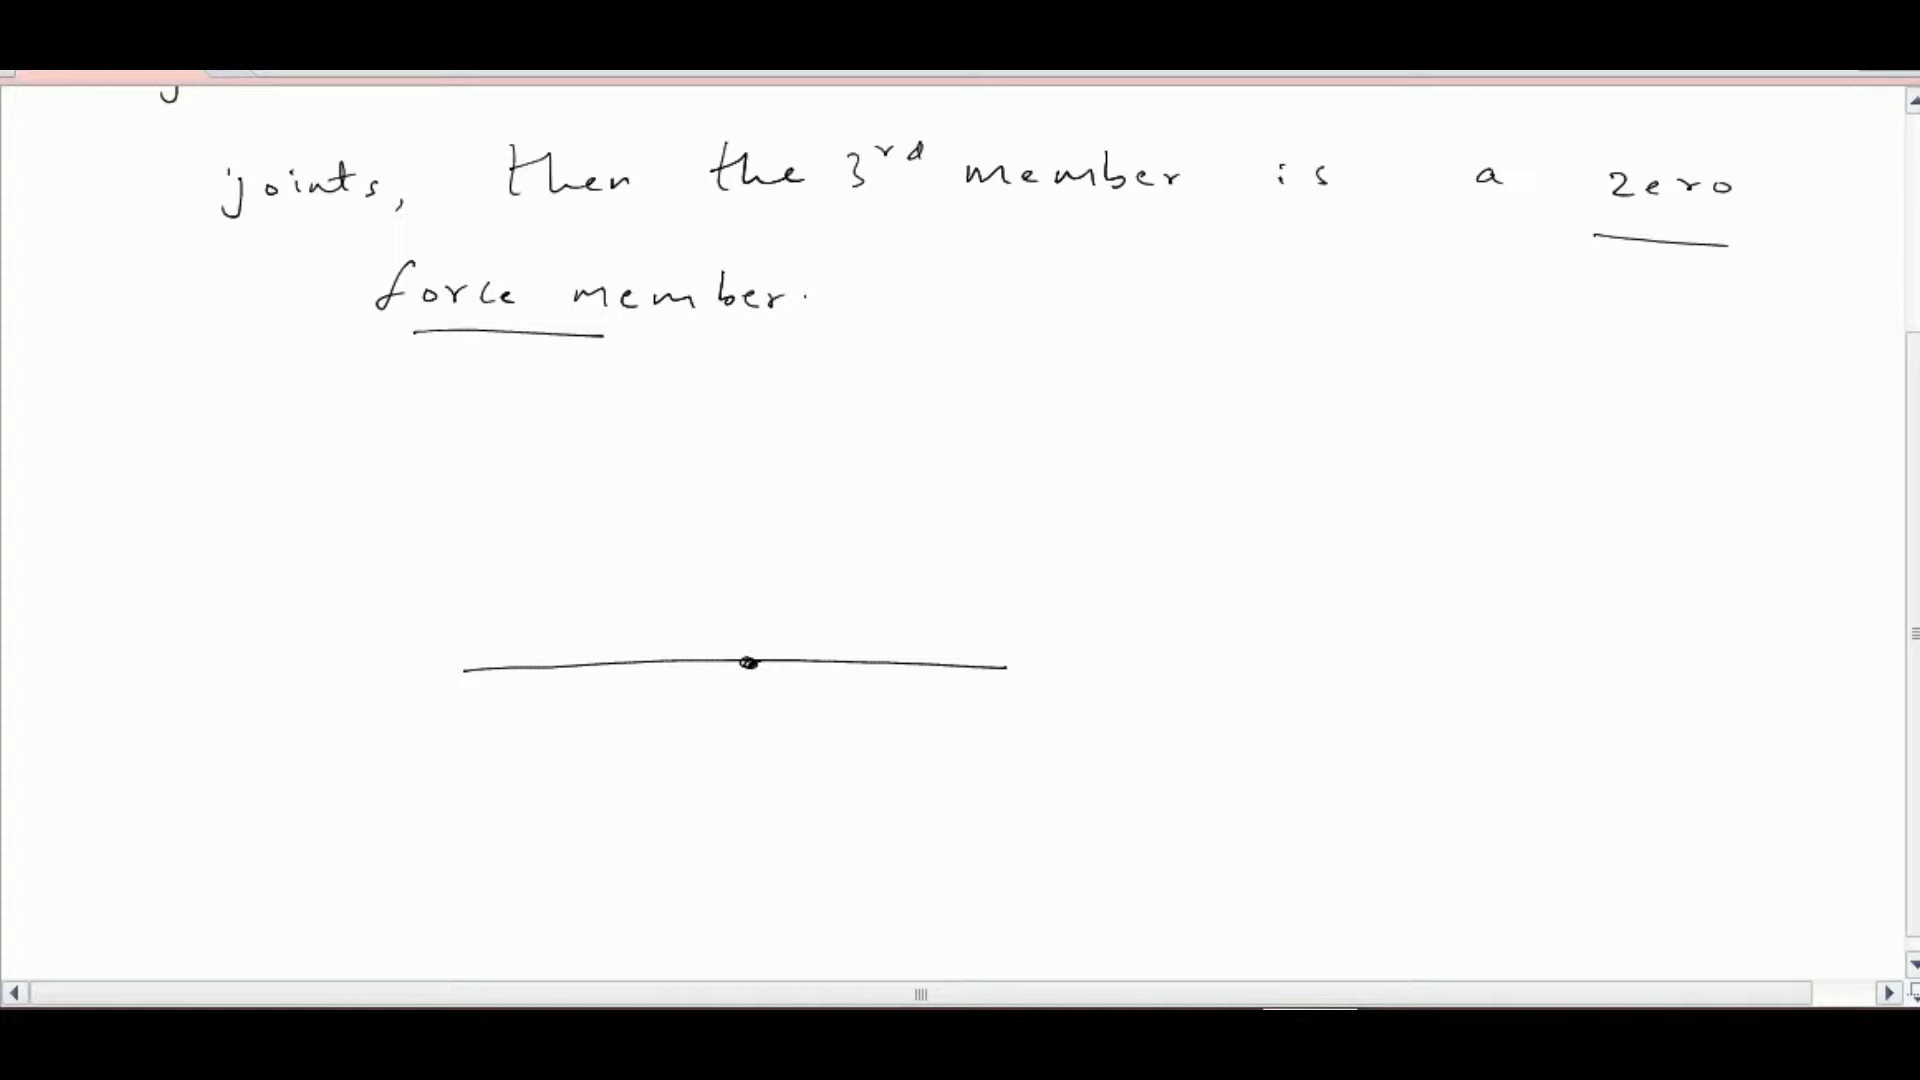 joints, then the 3rd member is a zero
force member.